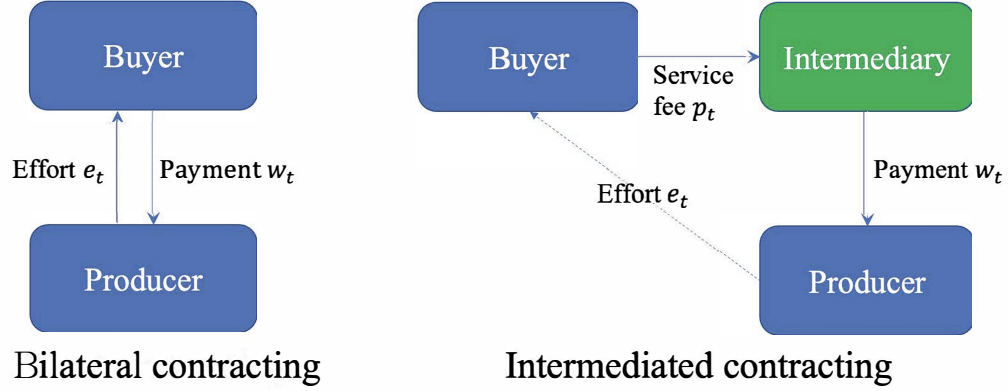 Buyer
Effort e_t
Payment w_t
Producer
Bilateral contracting
Buyer
Service
fee p_t
Intermediary
Effort e_t
Payment w_t
Producer
Intermediated contracting